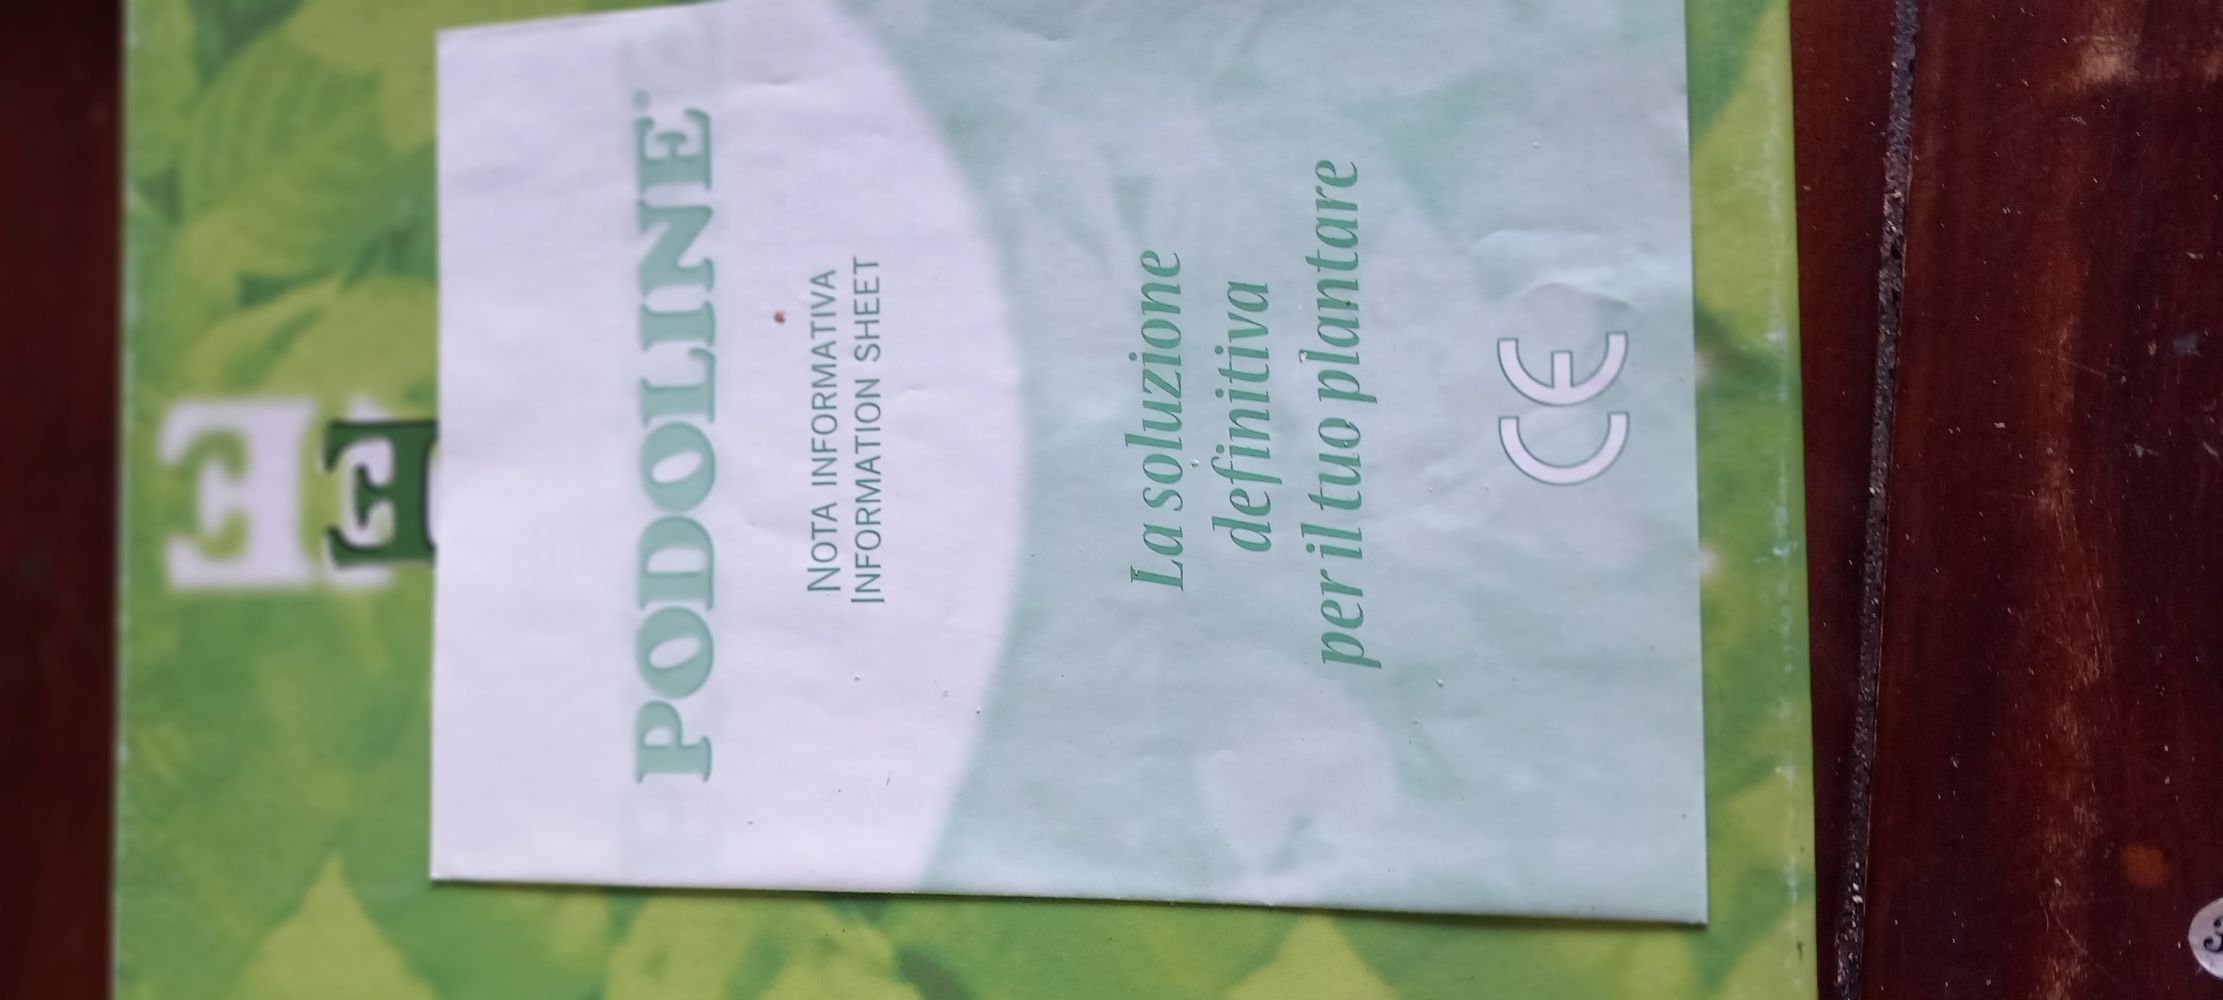 PODOLINE®
NOTA INFORMATIVA
INFORMATION SHEET
La soluzione
definitiva
per il tuo plantare
CE